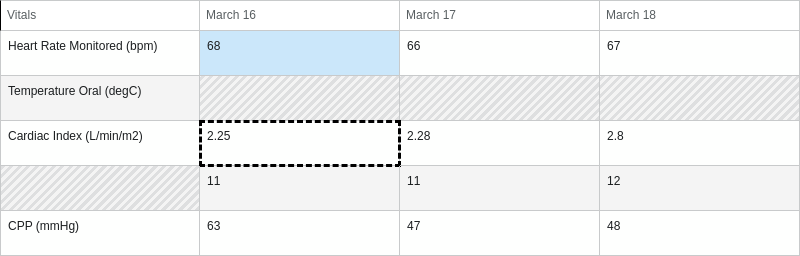 Vitals March 16 March 17 March 18
Heart Rate Monitored (bpm) 68 66 67
Temperature Oral (degC)
Cardiac Index (L/min/m2) 2.25 2.28 2.8
11 11 12
CPP (mmHg) 63 47 48